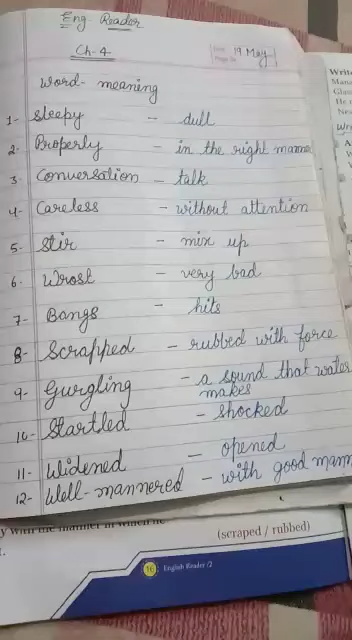 Eng. Reader
Ch-4
Date 19 May
Word-meaning
1- Sleepy - dull
2- Properly - in the right manner
3- Conversation - talk
4- Careless - without attention
5- Stir - mix up
6- Wrost - very bad
7- Bangs - hits
8- Scrapped - rubbed with force
9- Gurgling - a sound that water
makes
10- Startled - shocked
11- Widened - opened
12- Well-mannered - with good mann
(scraped / rubbed)
16 English Reader /2